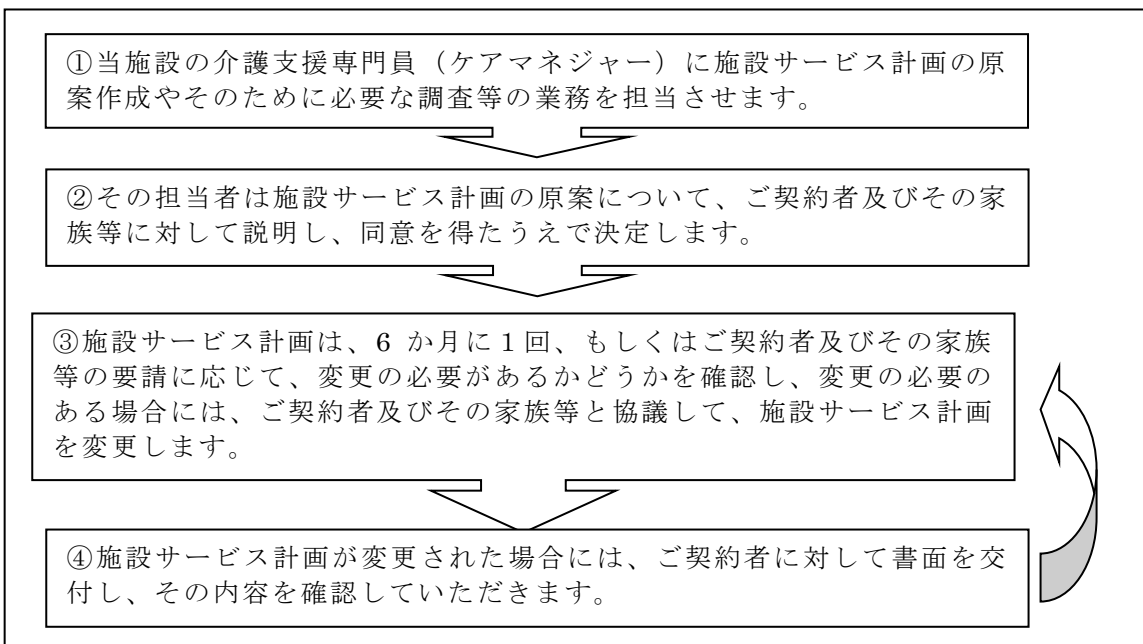 ①当施設の介護支援専門員（ケアマネジャー）に施設サービス計画の原
案作成やそのために必要な調査等の業務を担当させます。
②その担当者は施設サービス計画の原案について、ご契約者及びその家
族等に対して説明し、同意を得たうえで決定します。
③施設サービス計画は、6 か月に1回、もしくはご契約者及びその家族
等の要請に応じて、変更の必要があるかどうかを確認し、変更の必要の
ある場合には、ご契約者及びその家族等と協議して、施設サービス計画
を変更します。
④施設サービス計画が変更された場合には、ご契約者に対して書面を交
付し、その内容を確認していただきます。